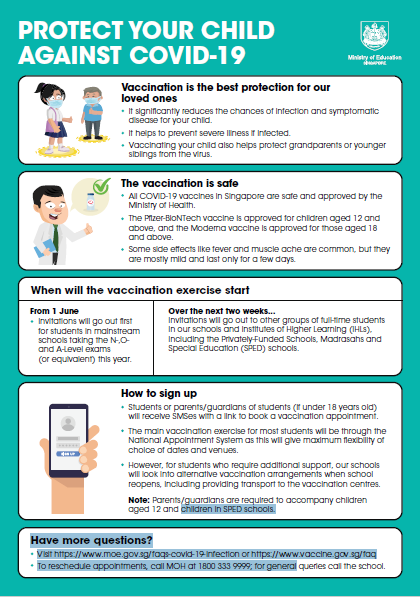 PROTECT YOUR CHILD
AGAINST COVID-19
Ministry of Education
SINGAPORE
Vaccination is the best protection for our
loved ones
• It significantly reduces the chances of infection and symptomatic
disease for your child.
• It helps to prevent severe illness if infected.
• Vaccinating your child also helps protect grandparents or younger
siblings from the virus.
The vaccination is safe
• All COVID-19 vaccines in Singapore are safe and approved by the
Ministry of Health.
• The Pfizer-BioNTech vaccine is approved for children aged 12 and
above, and the Moderna vaccine is approved for those aged 18
and above.
• Some side effects like fever and muscle ache are common, but they
are mostly mild and last only for a few days.
When will the vaccination exercise start
From 1 June
• Invitations will go out first
for students in mainstream
schools taking the N-,O-
and A-Level exams
(or equivalent) this year.
Over the next two weeks...
Invitations will go out to other groups of full-time students
in our schools and Institutes of Higher Learning (IHLs),
including the Privately-Funded Schools, Madrasahs and
Special Education (SPED) schools.
How to sign up
• Students or parents/guardians of students (if under 18 years old)
will receive SMSes with a link to book a vaccination appointment.
• The main vaccination exercise for most students will be through the
National Appointment System as this will give maximum flexibility of
choice of dates and venues.
• However, for students who require additional support, our schools
will look into alternative vaccination arrangements when school
reopens, including providing transport to the vaccination centres.
Note: Parents/guardians are required to accompany children
aged 12 and children in SPED schools.
Have more questions?
• Visit https://www.moe.gov.sg/faqs-covid-19-infection or https://www.vaccine.gov.sg/faq
• To reschedule appointments, call MOH at 1800 333 9999; for general queries call the school.